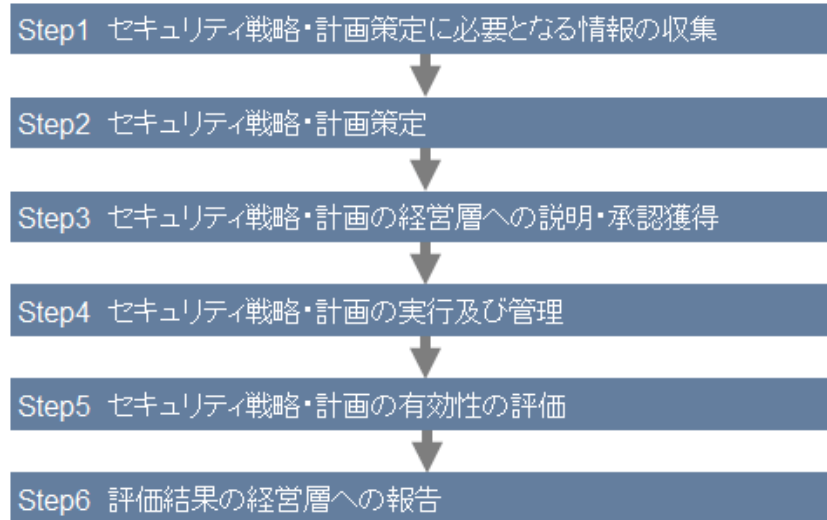 Step1 セキュリティ戦略・計画策定に必要となる情報の収集
Step2 セキュリティ戦略・計画策定
Step3 セキュリティ戦略・計画の経営層への説明・承認獲得
Step4 セキュリティ戦略・計画の実行及び管理
Step5 セキュリティ戦略・計画の有効性の評価
Step6 評価結果の経営層への報告